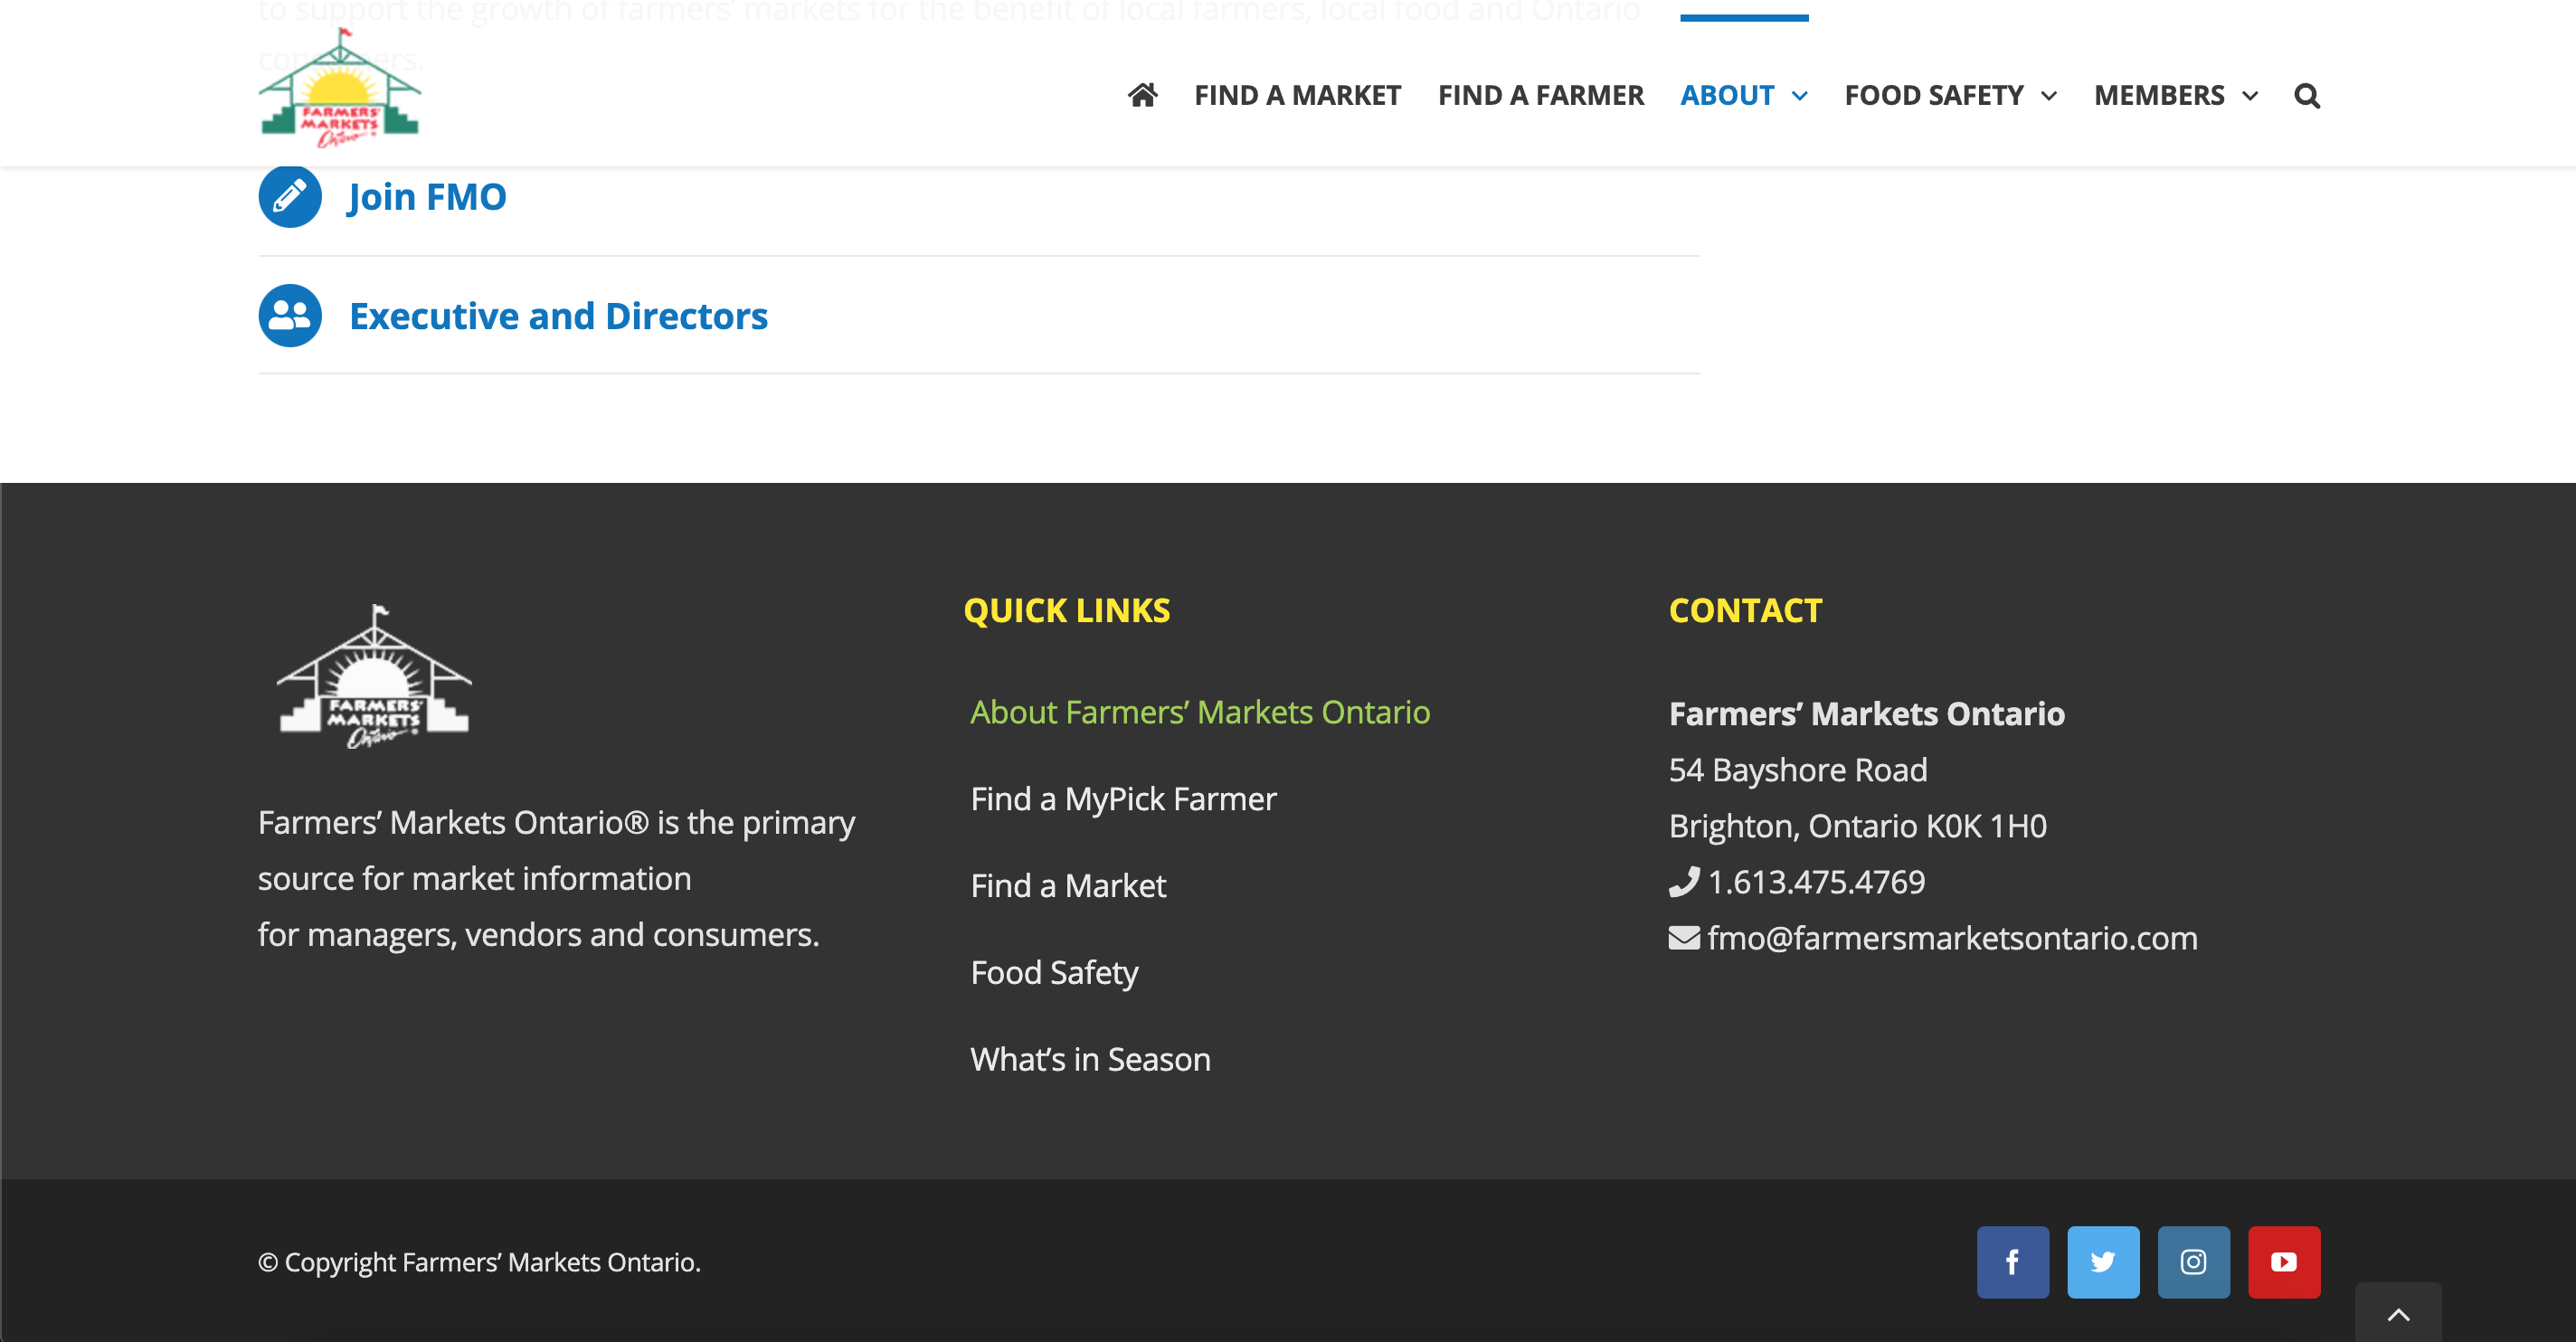 to support the growth of farmers' markets for the benefit of local farmers, local food and Ontario
consumers.
FARMERS'
MARKETS
Ontario®
FIND A MARKET
FIND A FARMER
ABOUT
FOOD SAFETY
MEMBERS
Join FMO
Executive and Directors
FARMERS'
MARKETS
Ontario®
Farmers’ Markets Ontario® is the primary
source for market information
for managers, vendors and consumers.
QUICK LINKS
About Farmers’ Markets Ontario
Find a MyPick Farmer
Find a Market
Food Safety
What’s in Season
CONTACT
Farmers’ Markets Ontario
54 Bayshore Road
Brighton, Ontario K0K 1H0
1.613.475.4769
fmo@farmersmarketsontario.com
© Copyright Farmers’ Markets Ontario.